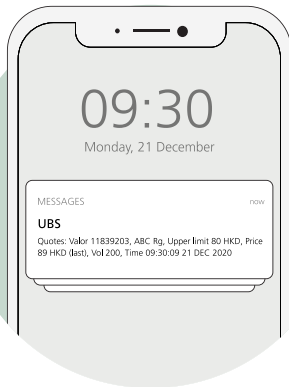 09:30
Monday, 21 December
MESSAGES now
UBS
Quotes: Valor 11839203, ABC Rg, Upper limit 80 HKD, Price
89 HKD (last), Vol 200, Time 09:30:09 21 DEC 2020